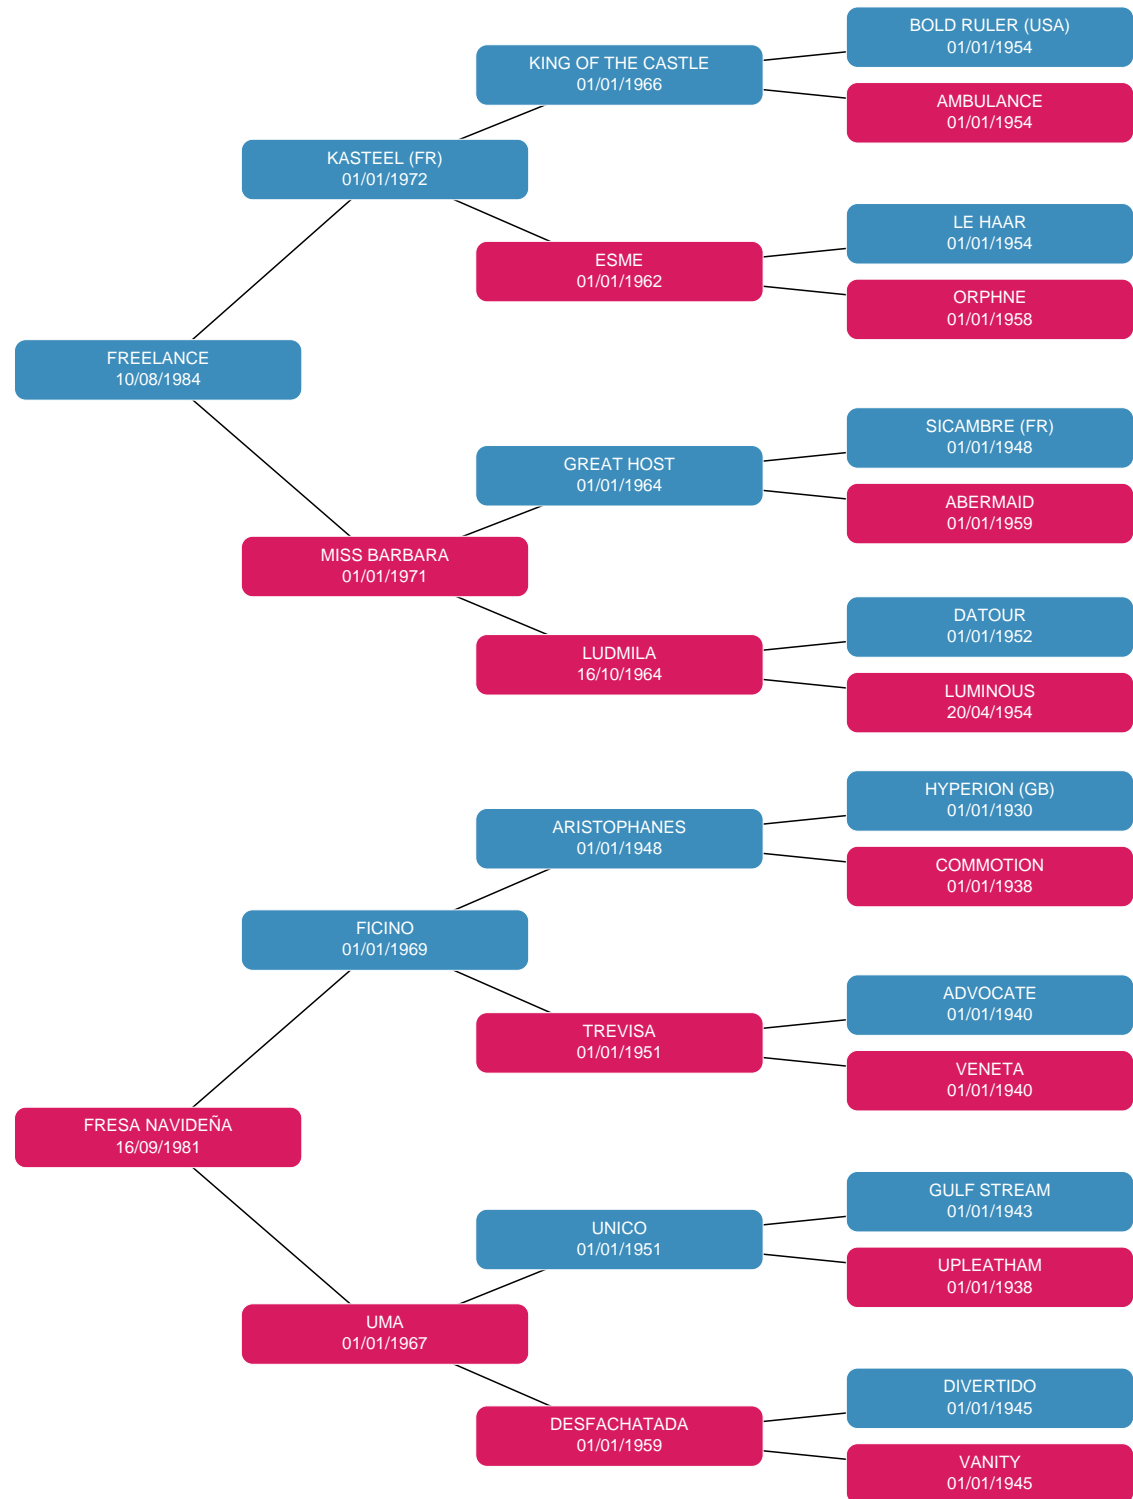 BOLD RULER (USA)
01/01/1954
KING OF THE CASTLE
01/01/1966
AMBULANCE
01/01/1954
KASTEEL (FR)
01/01/1972
LE HAAR
01/01/1954
ESME
01/01/1962
ORPHNE
01/01/1958
FREELANCE
10/08/1984
SICAMBRE (FR)
01/01/1948
GREAT HOST
01/01/1964
ABERMAID
01/01/1959
MISS BARBARA
01/01/1971
DATOUR
01/01/1952
LUDMILA
16/10/1964
LUMINOUS
20/04/1954
HYPERION (GB)
01/01/1930
ARISTOPHANES
01/01/1948
COMMOTION
01/01/1938
FICINO
01/01/1969
ADVOCATE
01/01/1940
TREVISA
01/01/1951
VENETA
01/01/1940
FRESA NAVIDEÑA
16/09/1981
GULF STREAM
01/01/1943
UNICO
01/01/1951
UPLEATHAM
01/01/1938
UMA
01/01/1967
DIVERTIDO
01/01/1945
DESFACHATADA
01/01/1959
VANITY
01/01/1945